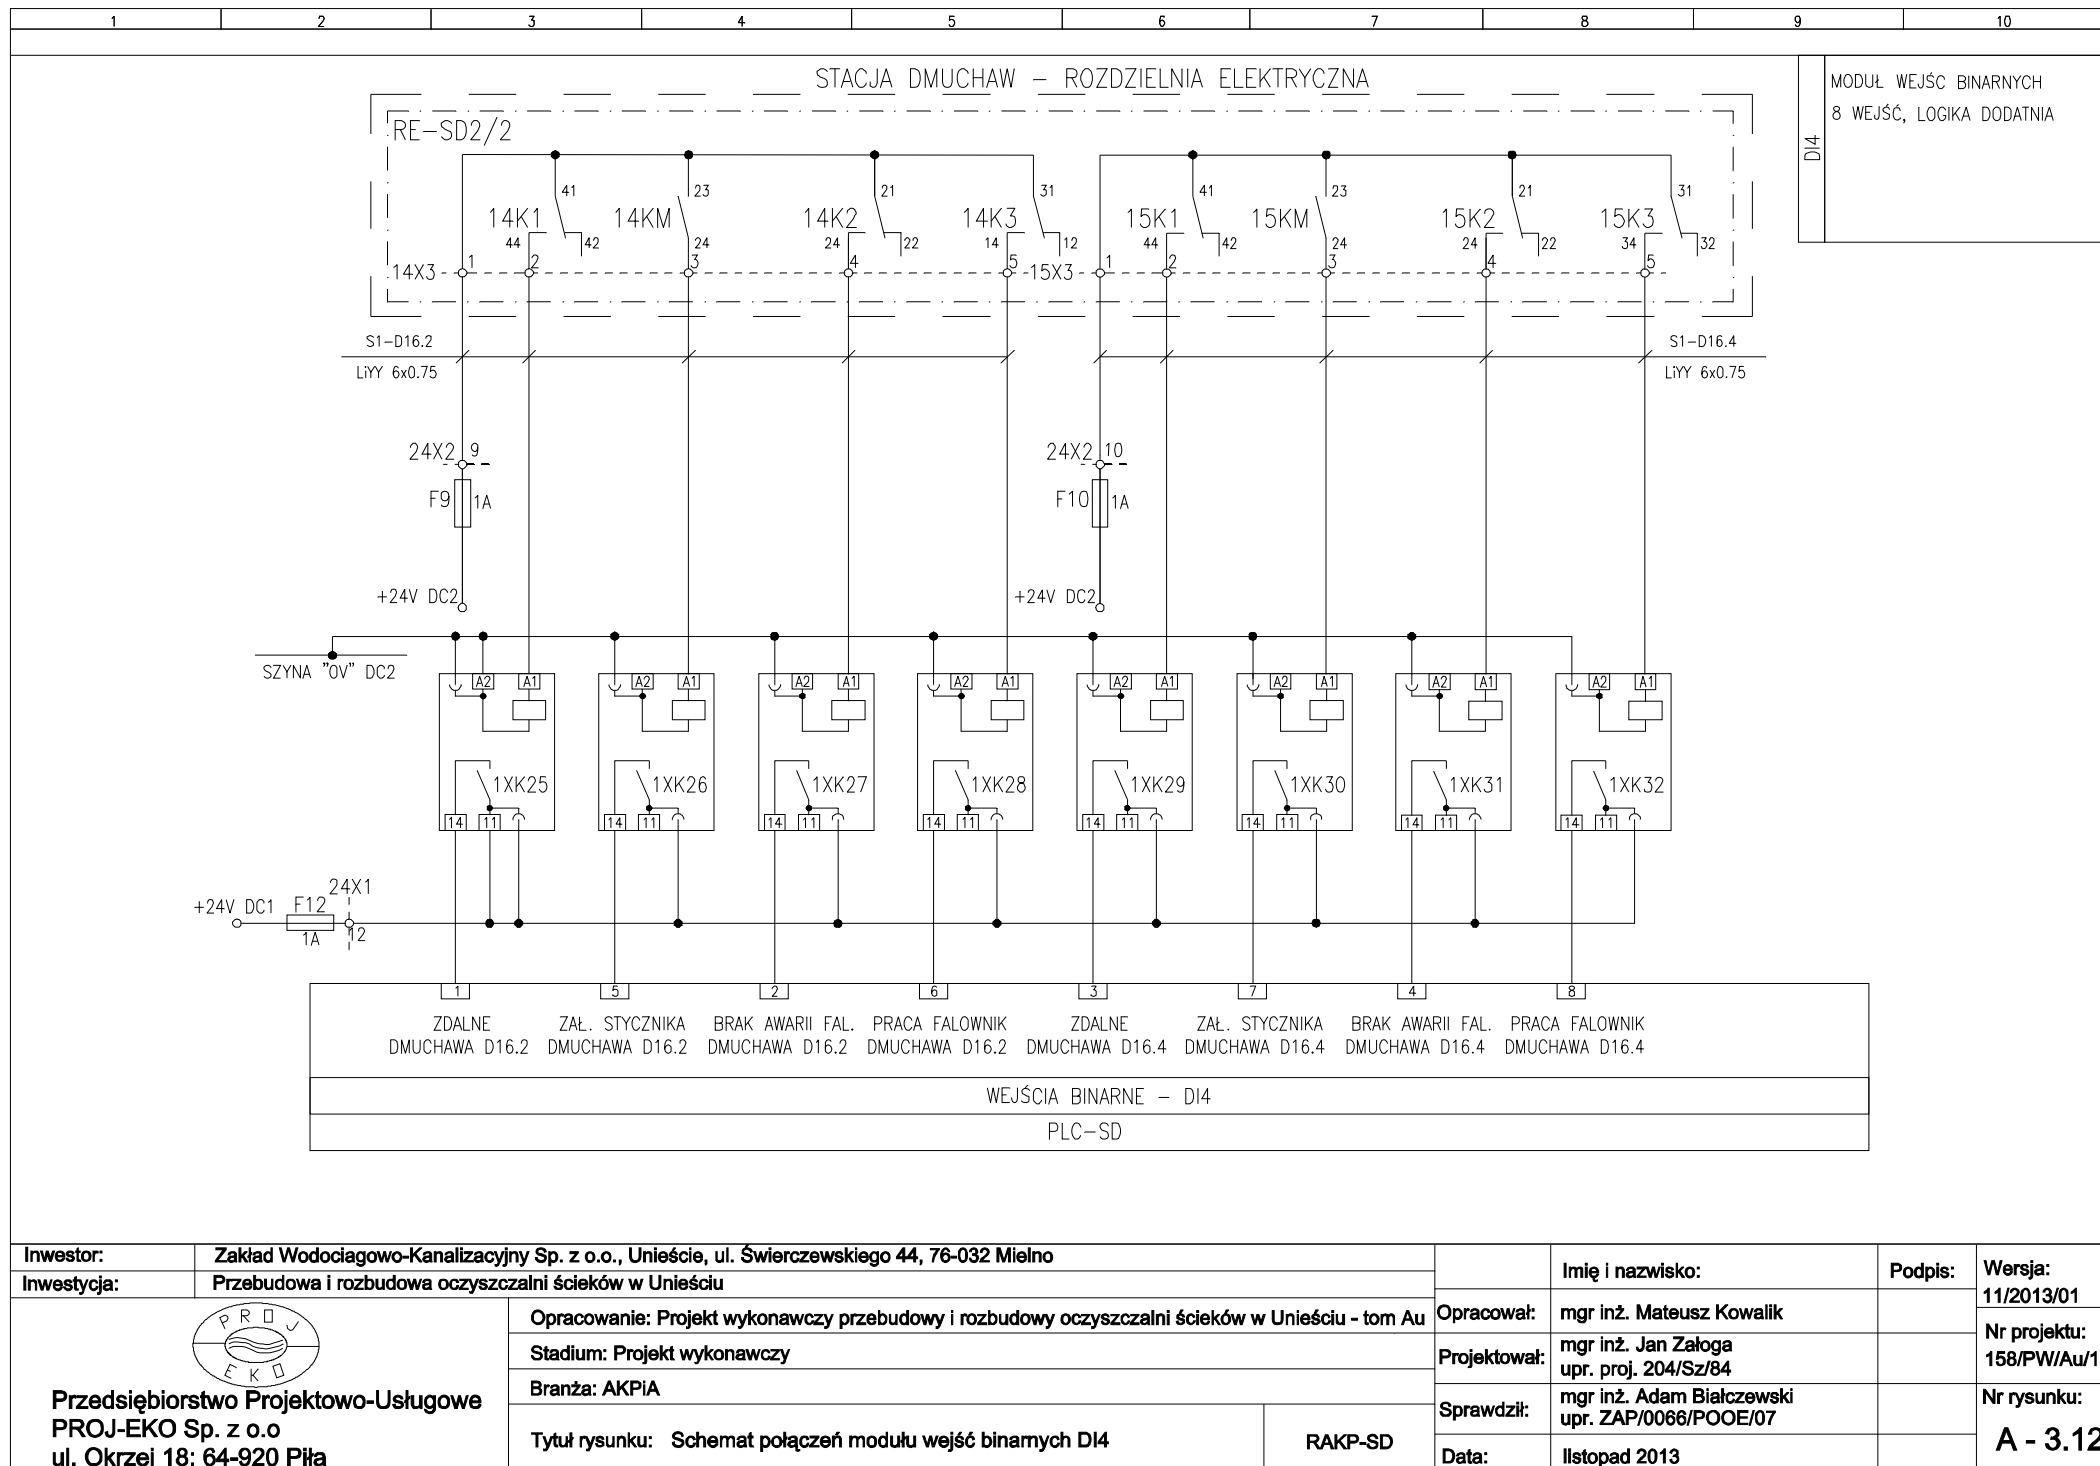 1 2 3 4 5 6 7 8 9 10
STACJA DMUCHAW – ROZDZIELNIA ELEKTRYCZNA
MODUŁ WEJŚC BINARNYCH
8 WEJŚĆ, LOGIKA DODATNIA
DI4
RE–SD2/2
41 23 21 31 41 23 21 31
14K1 14KM 14K2 14K3 15K1 15KM 15K2 15K3
44 42 24 24 22 14 12 44 42 24 24 22 34 32
14X3 1 2 3 4 5 15X3 1 2 3 4 5
S1–D16.2 S1–D16.4
LiYY 6x0.75 LiYY 6x0.75
24X2 9 24X2 10
F9 1A F10 1A
+24V DC2 +24V DC2
SZYNA "0V" DC2
A2 A1 A2 A1 A2 A1 A2 A1 A2 A1 A2 A1 A2 A1 A2 A1
1XK25 1XK26 1XK27 1XK28 1XK29 1XK30 1XK31 1XK32
14 11 14 11 14 11 14 11 14 11 14 11 14 11 14 11
24X1
+24V DC1 F12
1A 12
1 5 2 6 3 7 4 8
ZDALNE ZAŁ. STYCZNIKA BRAK AWARII FAL. PRACA FALOWNIK ZDALNE ZAŁ. STYCZNIKA BRAK AWARII FAL. PRACA FALOWNIK
DMUCHAWA D16.2 DMUCHAWA D16.2 DMUCHAWA D16.2 DMUCHAWA D16.2 DMUCHAWA D16.4 DMUCHAWA D16.4 DMUCHAWA D16.4 DMUCHAWA D16.4
WEJŚCIA BINARNE – DI4
PLC–SD
Inwestor: Zakład Wodociagowo-Kanalizacyjny Sp. z o.o., Unieście, ul. Świerczewskiego 44, 76-032 Mielno
Inwestycja: Przebudowa i rozbudowa oczyszczalni ścieków w Unieściu
PROJ
EKO
Przedsiębiorstwo Projektowo-Usługowe
PROJ-EKO Sp. z o.o
ul. Okrzei 18; 64-920 Piła
Opracowanie: Projekt wykonawczy przebudowy i rozbudowy oczyszczalni ścieków w Unieściu - tom Au
Stadium: Projekt wykonawczy
Branża: AKPiA
Tytuł rysunku: Schemat połączeń modułu wejść binarnych DI4
RAKP-SD
Imię i nazwisko: Podpis:
Opracował: mgr inż. Mateusz Kowalik
Projektował: mgr inż. Jan Załoga
upr. proj. 204/Sz/84
Sprawdził: mgr inż. Adam Białczewski
upr. ZAP/0066/POOE/07
Data: listopad 2013
Wersja:
11/2013/01
Nr projektu:
158/PW/Au/1
Nr rysunku:
A - 3.12